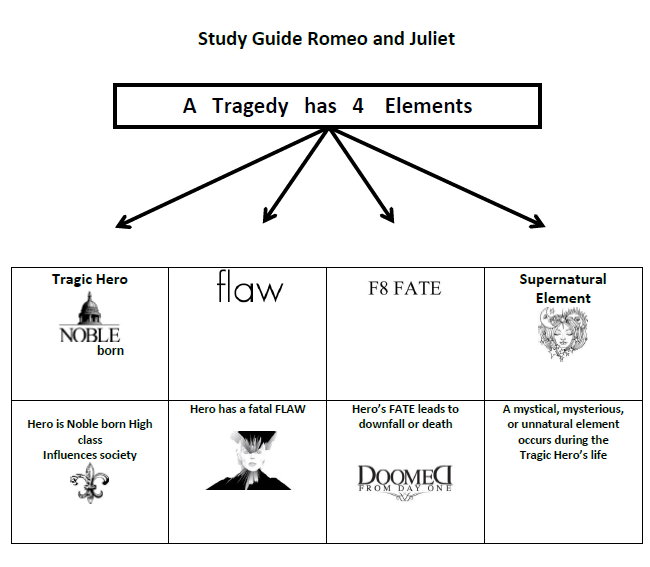 Study Guide Romeo and Juliet
A Tragedy has 4 Elements
Tragic Hero
NOBLE
born
flaw
F8 FATE
Supernatural
Element
Hero is Noble born High
class
Influences society
Hero has a fatal FLAW
Hero's FATE leads to
downfall or death
DOOMED
FROM DAY ONE
A mystical, mysterious,
or unnatural element
occurs during the
Tragic Hero's life